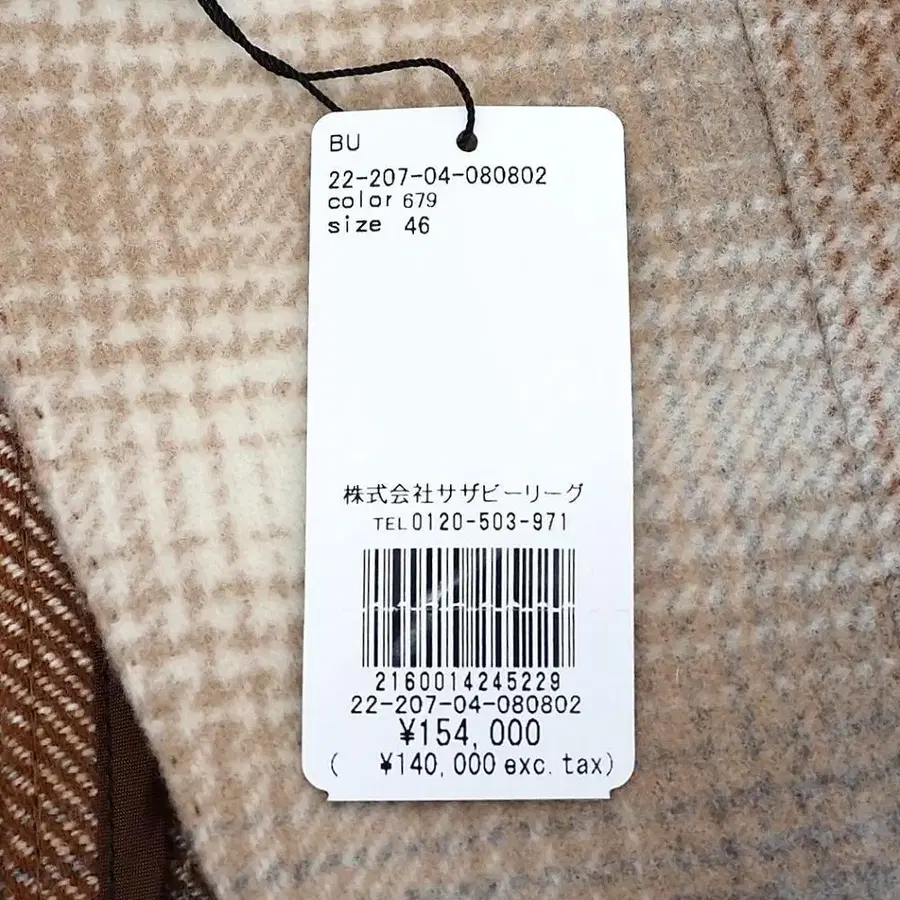 BU
22-207-04-080802
color 679
size 46
株式会社サザビーリーグ
TEL 0120-503-971
2160014245229
22-207-04-080802
¥154,000
( ¥140,000 exc. tax)